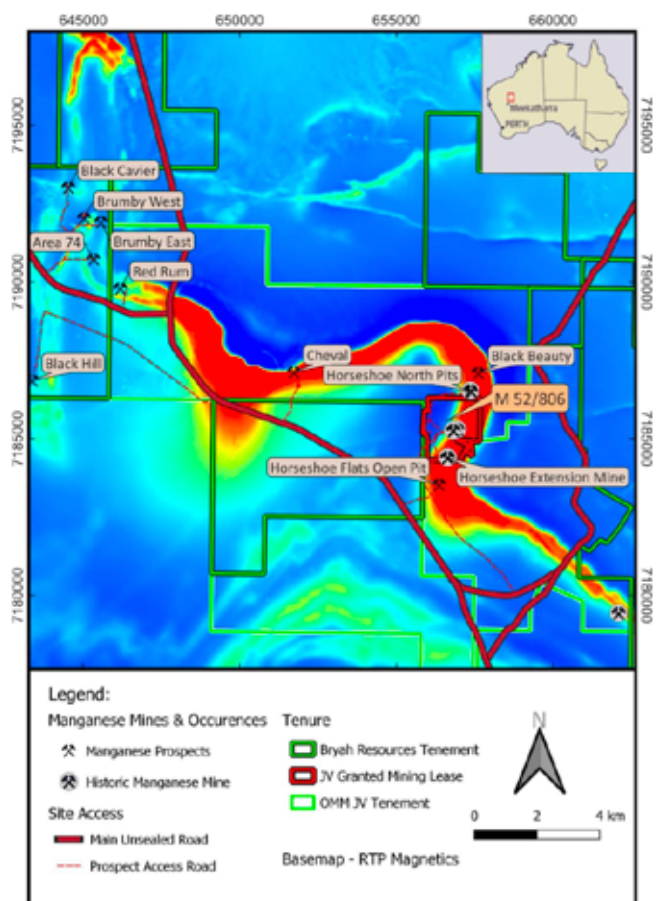 645000 650000 655000 660000
7195000
7190000
7185000
7180000
7195000
7190000
7185000
7180000
Meekatharra
PERTH
Black Cavier
Brumby West
Area 74
Brumby East
Red Rum
Black Hill
Cheval
Black Beauty
Horseshoe North Pits
M 52/806
Horseshoe Flats Open Pit
Horseshoe Extension Mine
Legend:
Manganese Mines & Occurences
Manganese Prospects
Historic Manganese Mine
Site Access
Main Unsealed Road
Prospect Access Road
Tenure
Bryah Resources Tenement
JV Granted Mining Lease
OMM JV Tenement
Basemap - RTP Magnetics
N
0 2 4 km